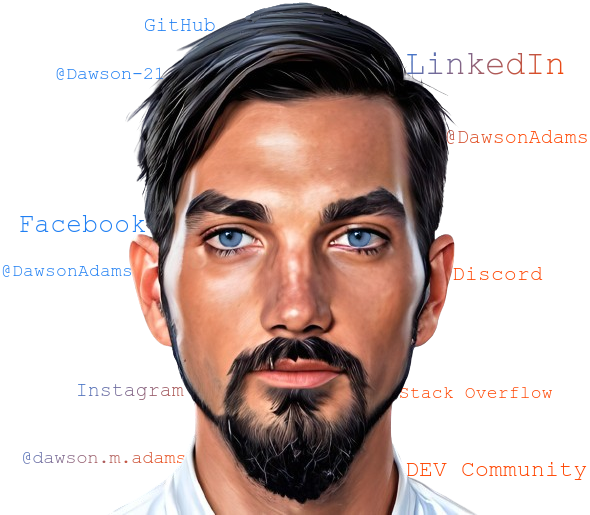 GitHub
@Dawson-21
LinkedIn
@DawsonAdams
Facebook
@DawsonAdams
Discord
Instagram
Stack Overflow
@dawson.m.adams
DEV Community